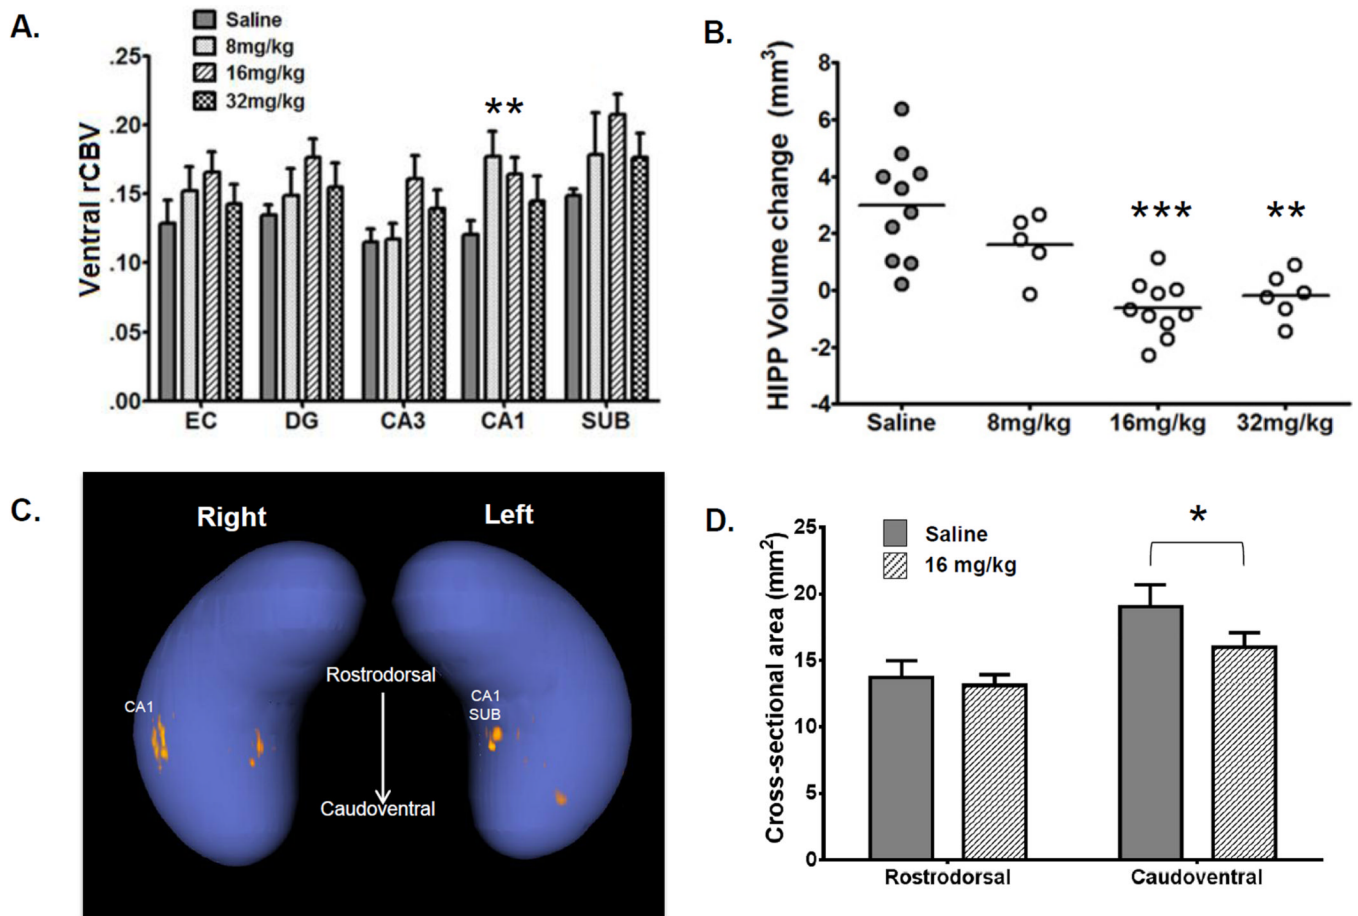 A.
Saline
8mg/kg
16mg/kg
32mg/kg
Ventral rCBV
.25
.20
.15
.10
.05
.00
**
EC DG CA3 CA1 SUB
B.
HIPP Volume change (mm³)
8
6
4
2
0
-2
-4
*** **
Saline 8mg/kg 16mg/kg 32mg/kg
C.
Right Left
Rostrodorsal
CA1
CA1
SUB
Caudoventral
D.
Saline
16 mg/kg
*
Cross-sectional area (mm²)
25
20
15
10
5
0
Rostrodorsal Caudoventral